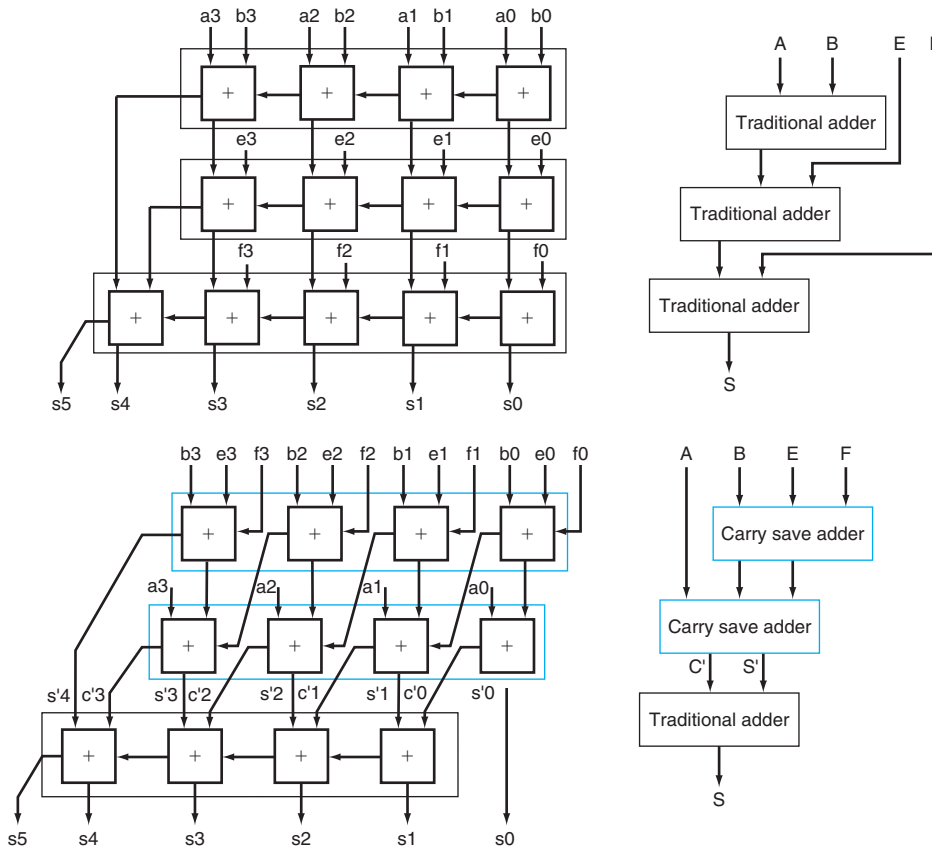 a3 b3 a2 b2 a1 b1 a0 b0
+ + + +
e3 e2 e1 e0
+ + + +
f3 f2 f1 f0
+ + + + +
s5 s4 s3 s2 s1 s0
A B E
Traditional adder
Traditional adder
Traditional adder
S
b3 e3 f3 b2 e2 f2 b1 e1 f1 b0 e0 f0
+ + + +
a3 a2 a1 a0
+ + + +
s'4 c'3 s'3 c'2 s'2 c'1 s'1 c'0 s'0
+ + + +
s5 s4 s3 s2 s1 s0
A B E F
Carry save adder
Carry save adder
C' S'
Traditional adder
S